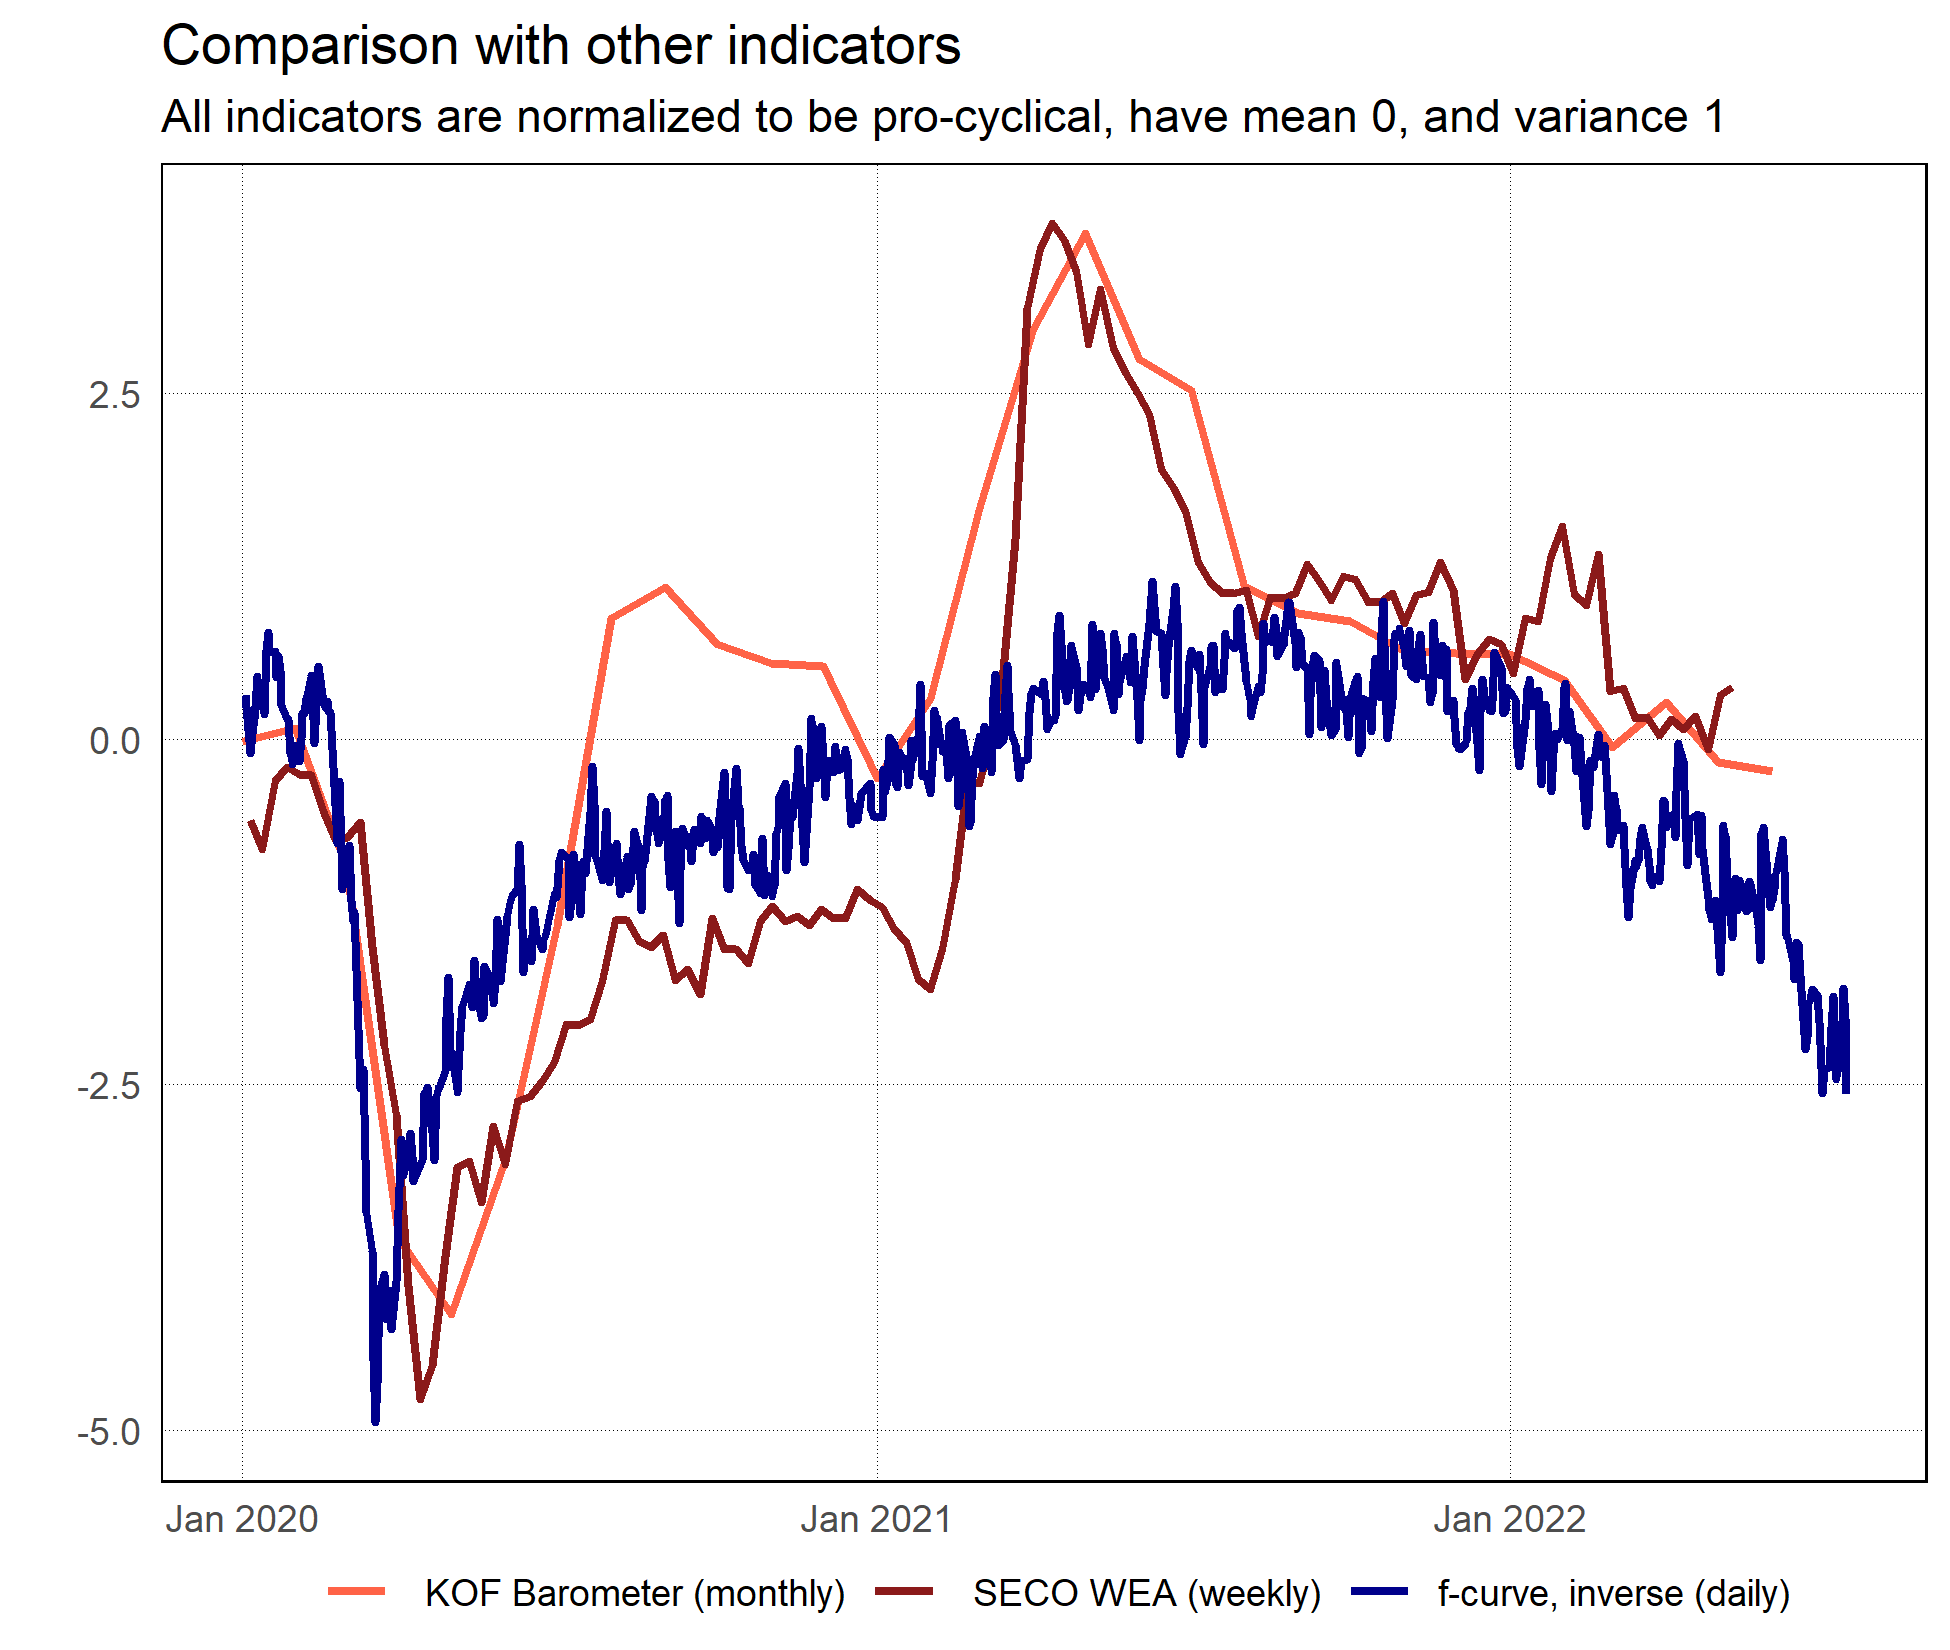 Comparison with other indicators
All indicators are normalized to be pro-cyclical, have mean 0, and variance 1
2.5
0.0
-2.5
-5.0
Jan 2020 Jan 2021 Jan 2022
KOF Barometer (monthly) SECO WEA (weekly) f-curve, inverse (daily)